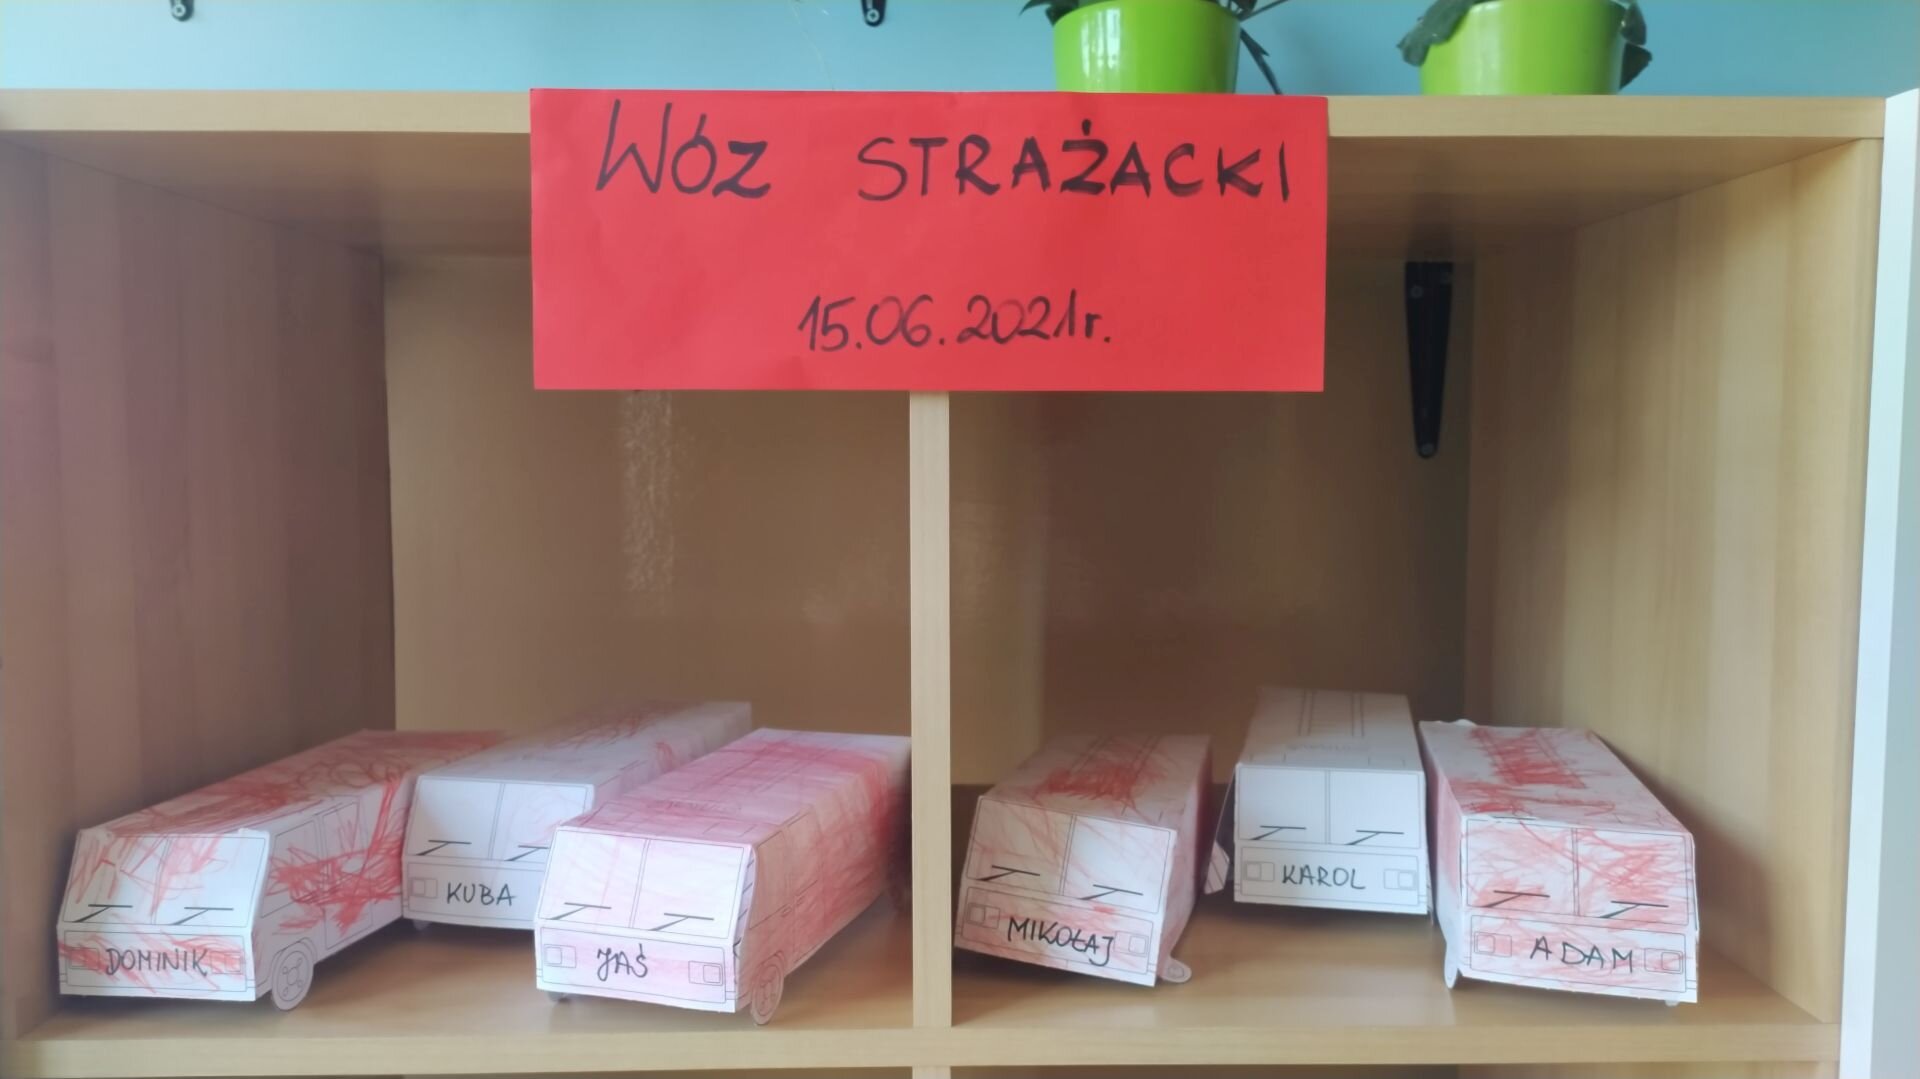 WÓZ STRAŻACKI
15.06.2021r.
DOMINIK
KUBA
JAŚ
MIKOŁAJ
KAROL
ADAM